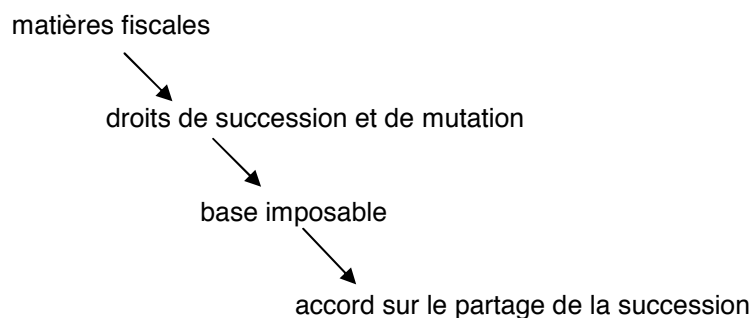 matières fiscales
droits de succession et de mutation
base imposable
accord sur le partage de la succession